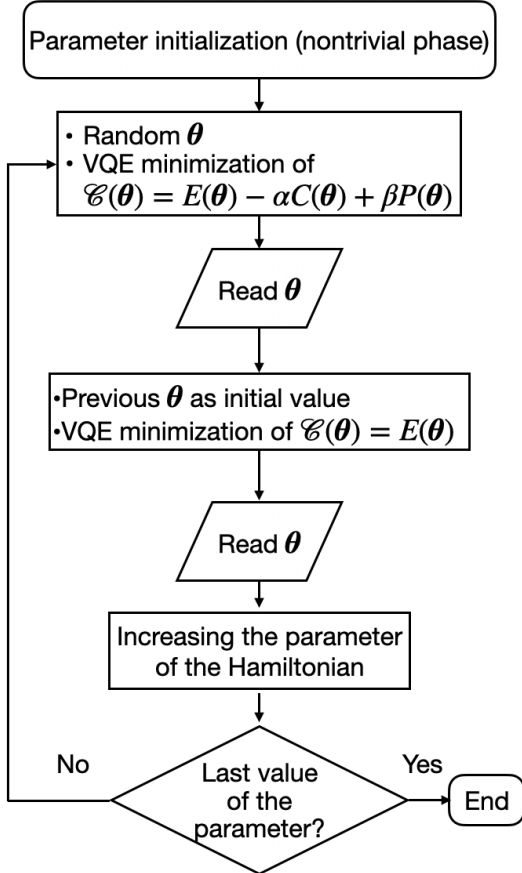 Parameter initialization (nontrivial phase)
• Random 𝜽
• VQE minimization of
𝒞(𝜽) = E(𝜽) − αC(𝜽) + βP(𝜽)
Read 𝜽
•Previous 𝜽 as initial value
•VQE minimization of 𝒞(𝜽) = E(𝜽)
Read 𝜽
Increasing the parameter
of the Hamiltonian
No
Yes
Last value
of the
parameter?
End